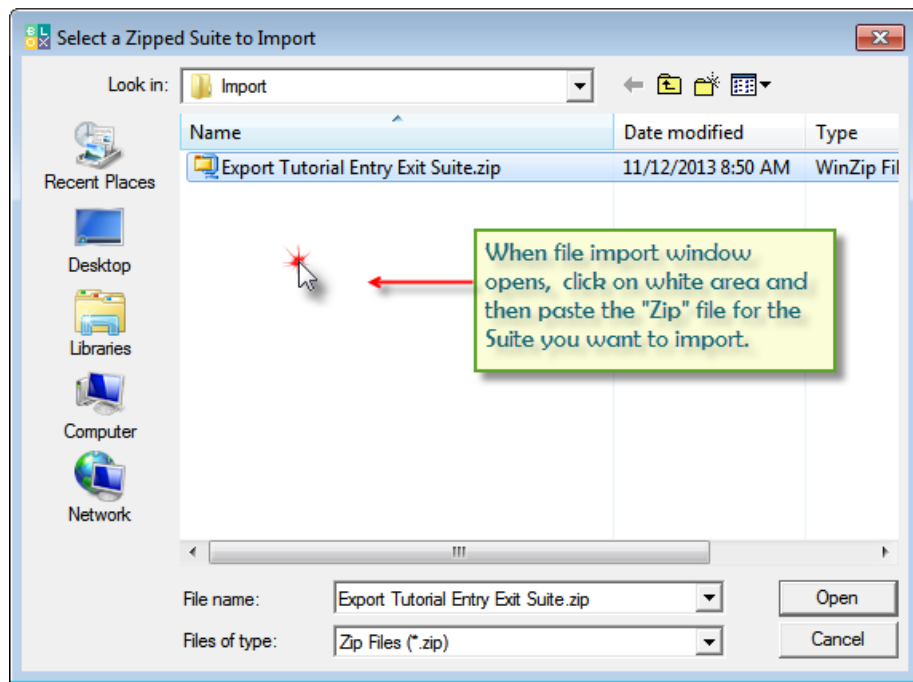 Select a Zipped Suite to Import
Look in: Import
Name Date modified Type
Export Tutorial Entry Exit Suite.zip 11/12/2013 8:50 AM WinZip Fil
Recent Places
Desktop
Libraries
Computer
Network
When file import window
opens, click on white area and
then paste the "Zip" file for the
Suite you want to import.
File name: Export Tutorial Entry Exit Suite.zip Open
Files of type: Zip Files (*.zip) Cancel